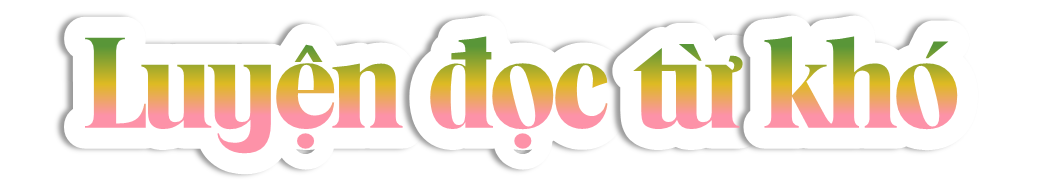 Luyện đọc từ khó